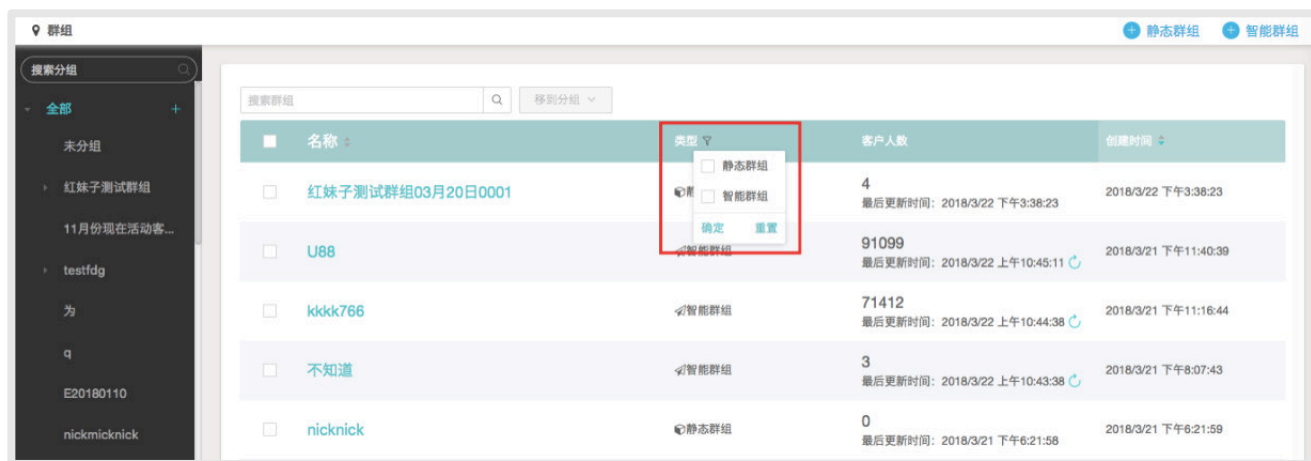 群组
静态群组 智能群组
搜索分组
全部
未分组
红妹子测试群组
11月份现在活动客...
testfdg
为
q
E20180110
nickmicknick
搜索群组 移到分组
名称 类型 客户人数 创建时间
静态群组
智能群组
确定 重置
红妹子测试群组03月20日0001 4 2018/3/22 下午3:38:23
最后更新时间：2018/3/22 下午3:38:23
U88 智能群组 91099 2018/3/21 下午11:40:39
最后更新时间：2018/3/22 上午10:45:11
kkkk766 智能群组 71412 2018/3/21 下午11:16:44
最后更新时间：2018/3/22 上午10:44:38
不知道 智能群组 3 2018/3/21 下午8:07:43
最后更新时间：2018/3/22 上午10:43:38
nicknick 静态群组 0 2018/3/21 下午6:21:59
最后更新时间：2018/3/21 下午6:21:58